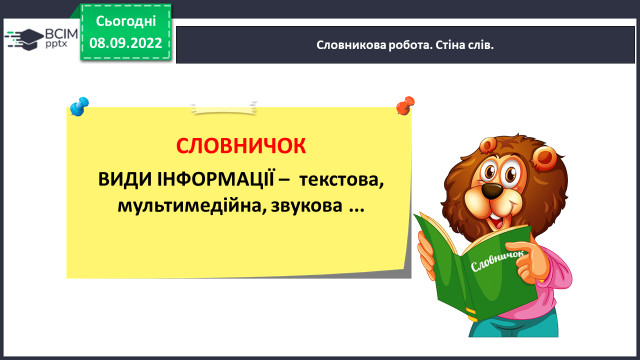 Сьогодні
08.09.2022
ВСІМ
pptx
Словникова робота. Стіна слів.
СЛОВНИЧОК
ВИДИ ІНФОРМАЦІЇ – текстова,
мультимедійна, звукова ...
Словничок